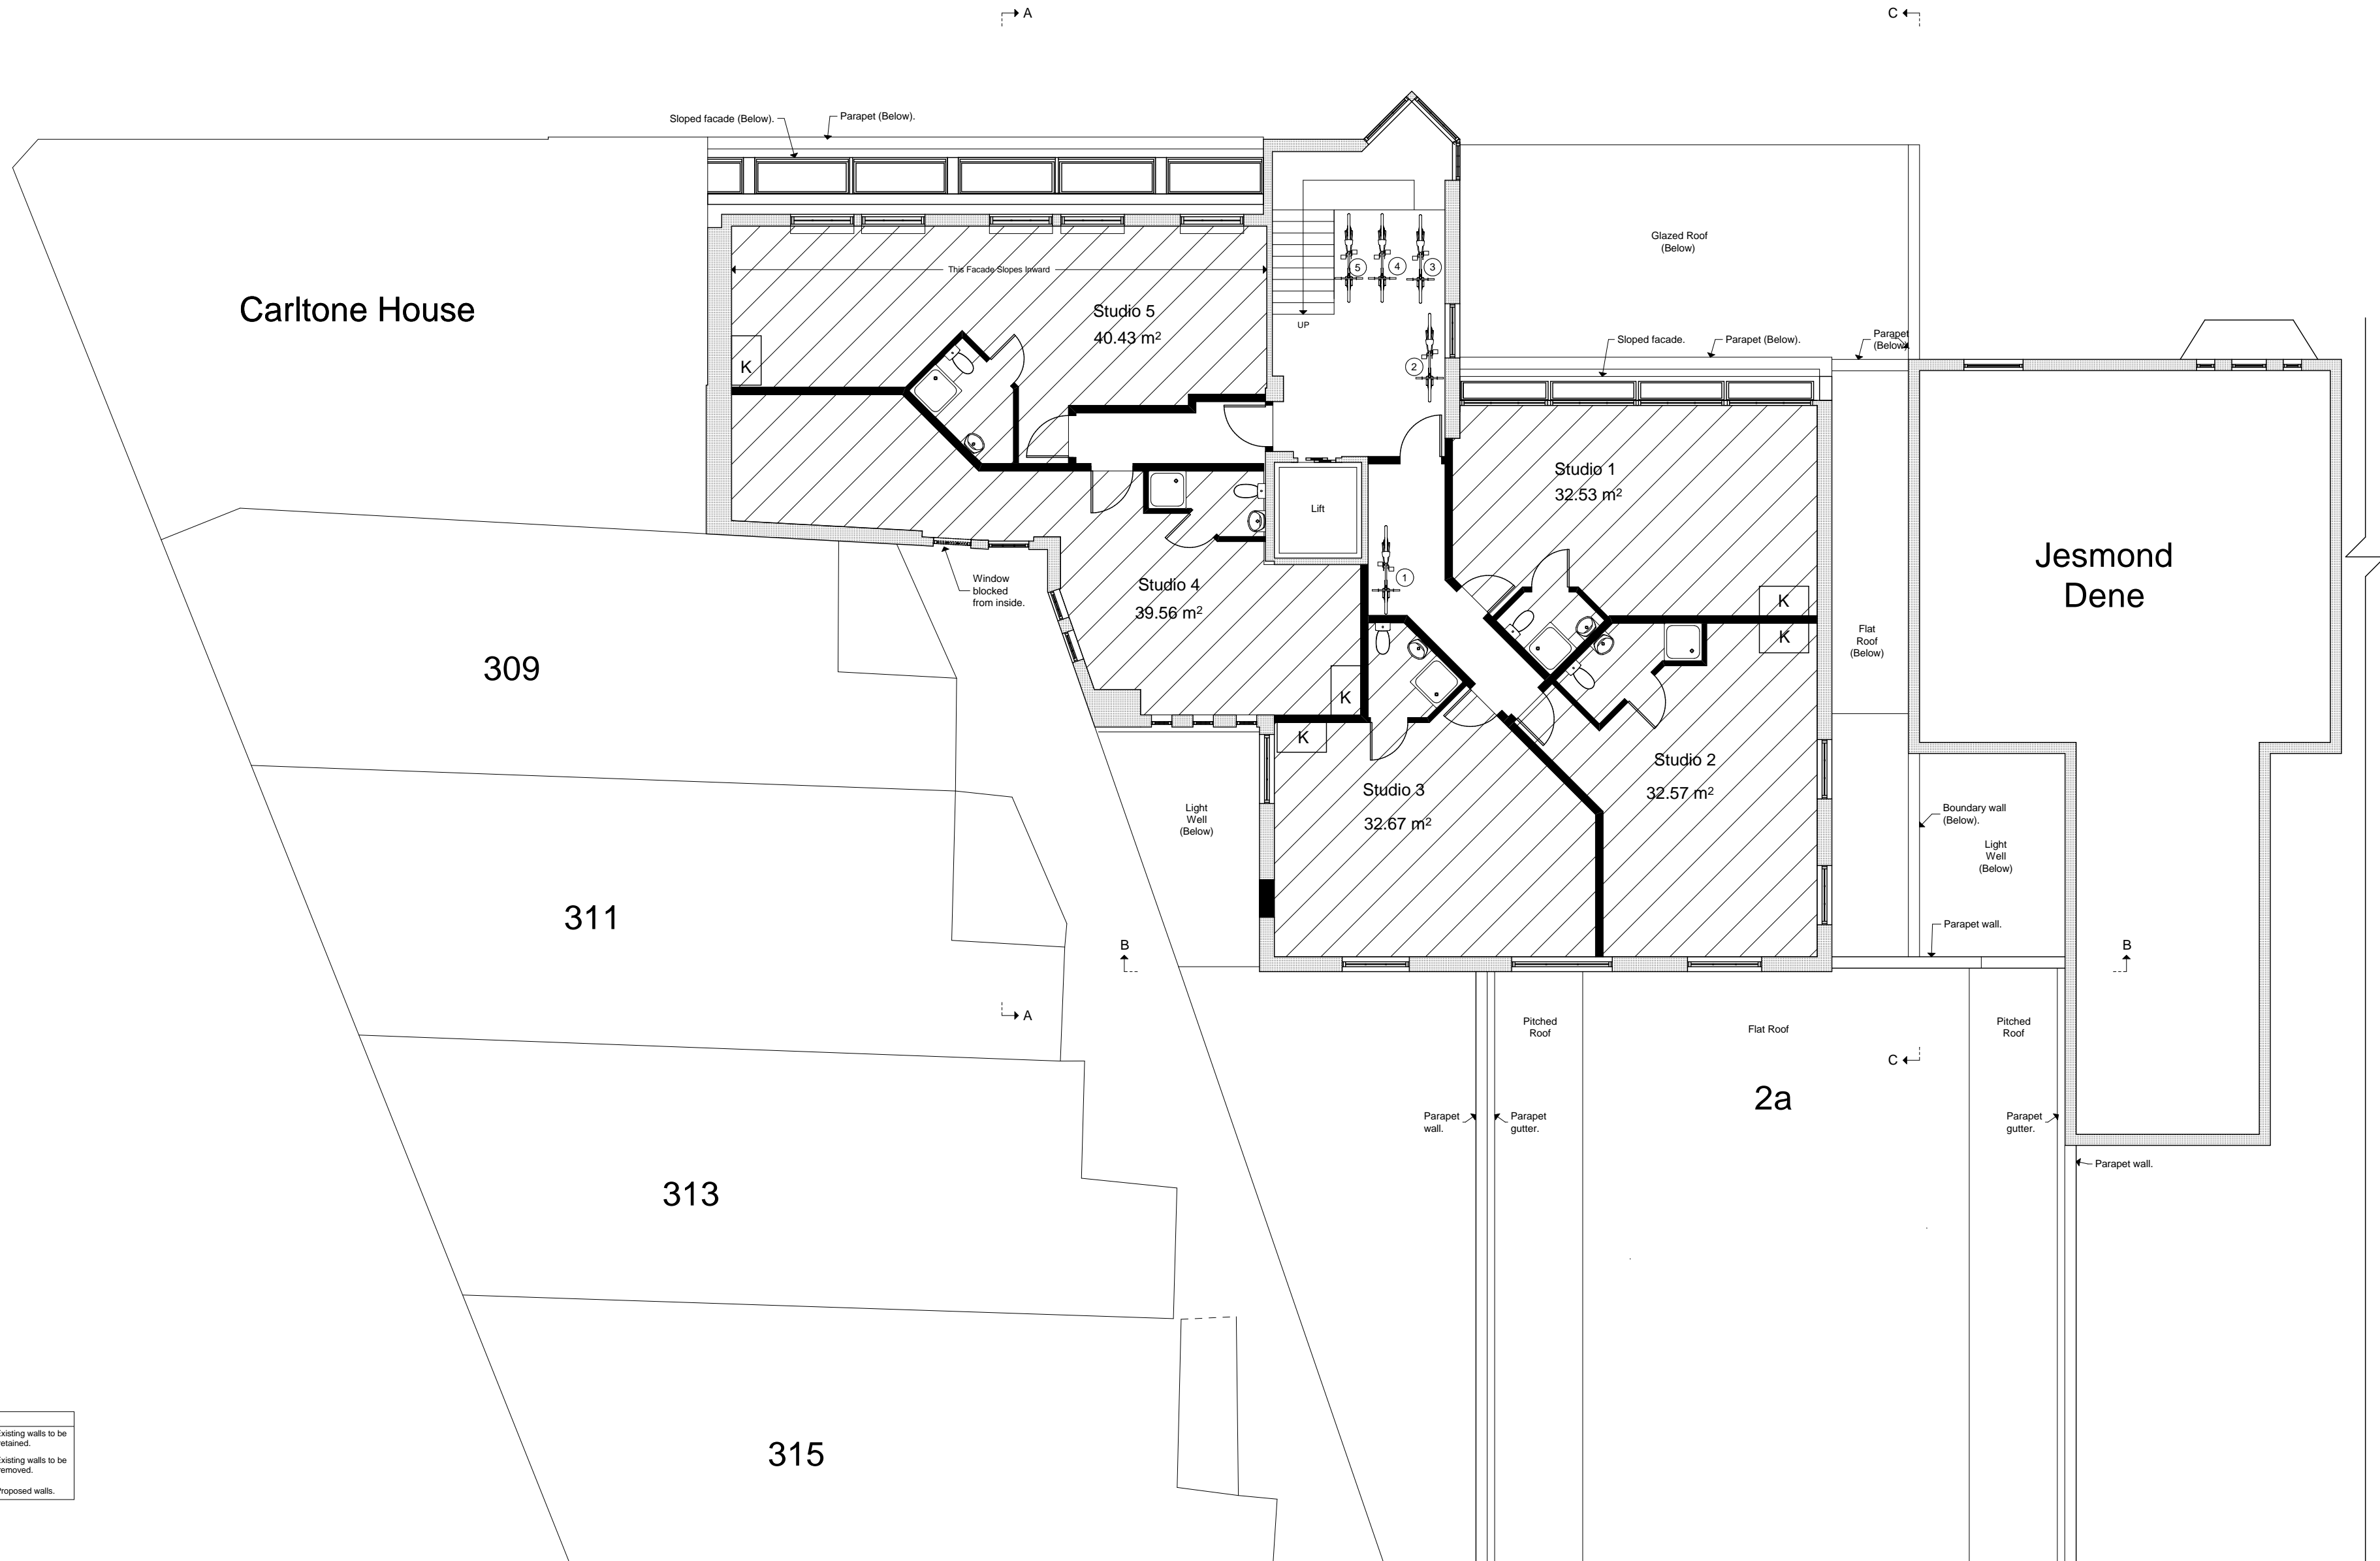 A
C
Sloped facade (Below).
Parapet (Below).
Glazed Roof
(Below)
Carltone House
This Facade Slopes Inward
Studio 5
40.43 m²
K
5
4
3
UP
2
Sloped facade.
Parapet (Below).
Parapet
(Below)
Studio 1
32.53 m²
K
Lift
1
Window
blocked
from inside.
Studio 4
39.56 m²
K
K
Flat
Roof
(Below)
Jesmond
Dene
309
K
Studio 3
32.67 m²
Studio 2
32.57 m²
Light
Well
(Below)
Boundary wall
(Below).
Light
Well
(Below)
311
Parapet wall.
B
B
A
Pitched
Roof
Flat Roof
Pitched
Roof
C
2a
Parapet
wall.
Parapet
gutter.
Parapet
gutter.
Parapet wall.
313
315
walls to be
walls to be
walls.